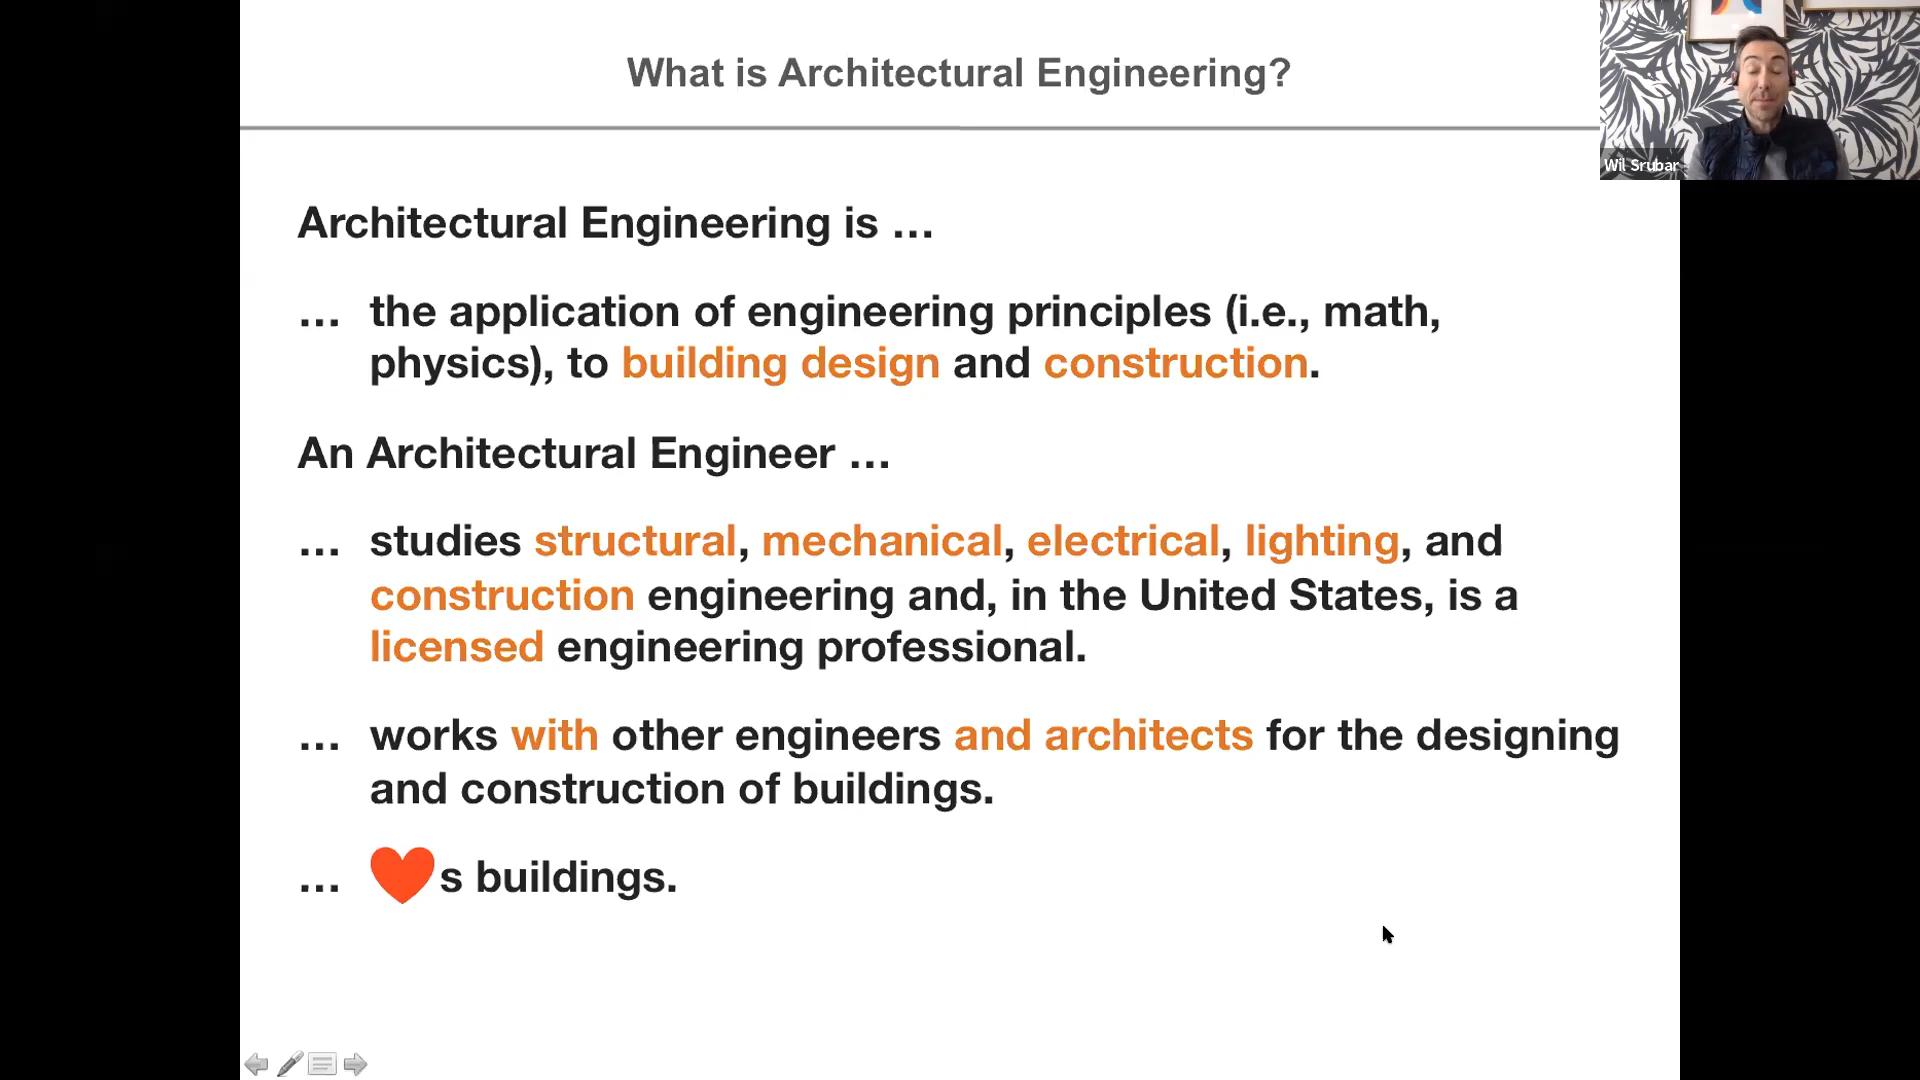 What is Architectural Engineering?
Wil Srubar
Architectural Engineering is …
… the application of engineering principles (i.e., math,
physics), to building design and construction.
An Architectural Engineer …
… studies structural, mechanical, electrical, lighting, and
construction engineering and, in the United States, is a
licensed engineering professional.
… works with other engineers and architects for the designing
and construction of buildings.
… ❤s buildings.